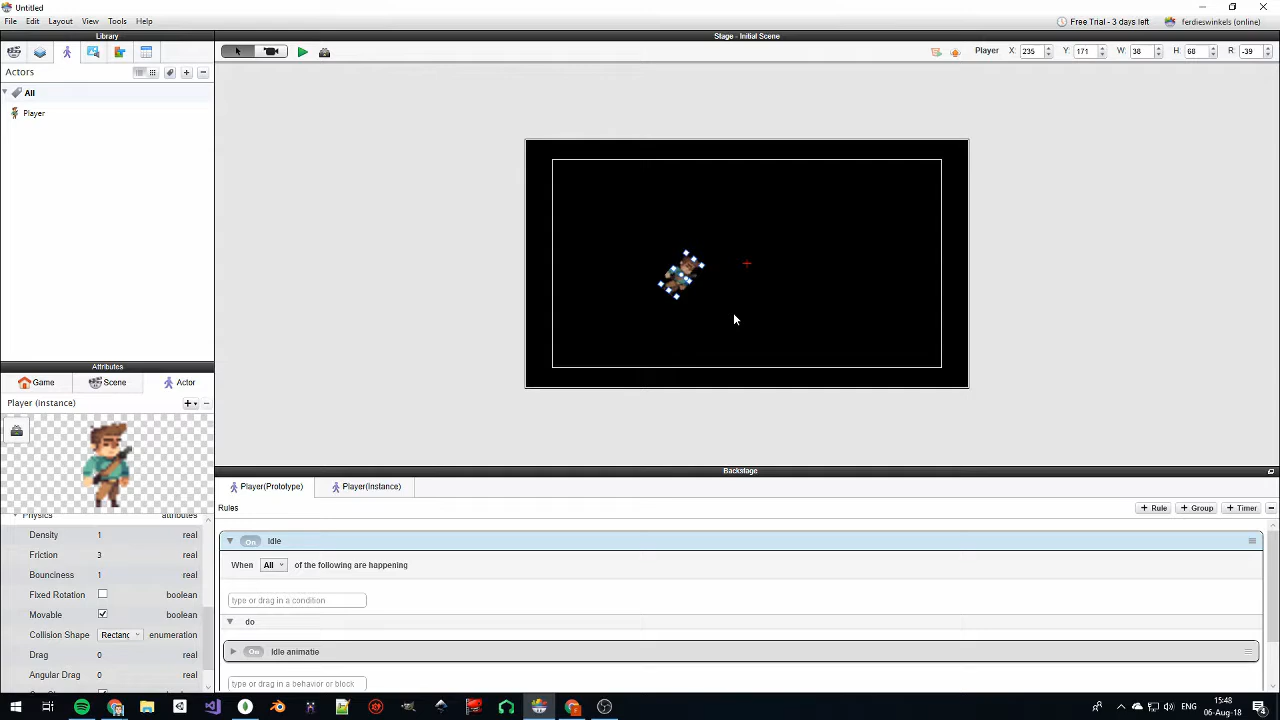 Untitled
File Edit Layout View Tools Help
Free Trial - 3 days left ferdieswinkels (online)
Library
Stage - Initial Scene
Player X: 235 Y: 171 W: 38 H: 68 R: -39
Actors
All
Player
Attributes
Game Scene Actor
Player (Instance)
Backstage
Player(Prototype) Player(Instance)
Rules
Rule Group Timer
Physics attributes
Density 1 real
Friction 3 real
Bounciness 1 real
Fixed Rotation boolean
Movable boolean
Collision Shape Rectanc enumeration
Drag 0 real
Angular Drag 0 real
On Idle
When All of the following are happening
type or drag in a condition
do
On Idle animatie
type or drag in a behavior or block
ENG
15:48
06-Aug-18